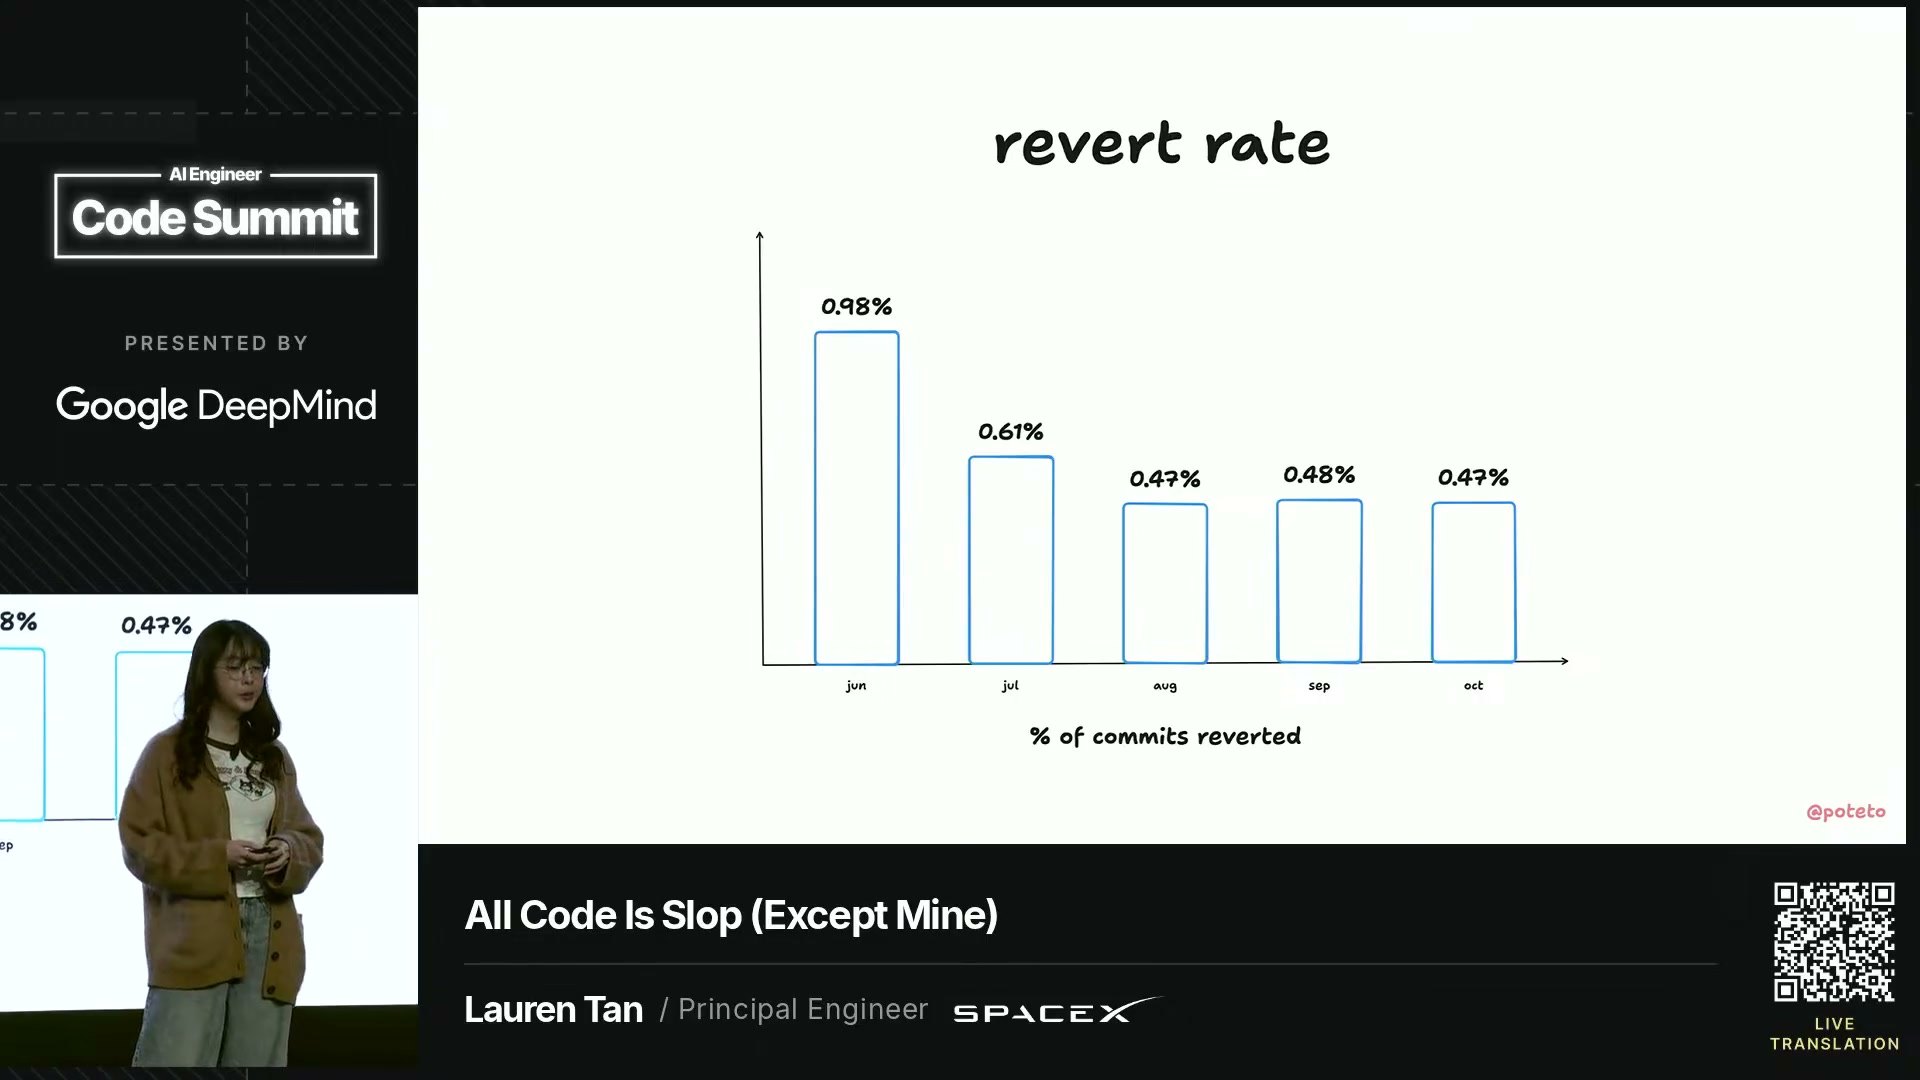 AI Engineer
Code Summit
PRESENTED BY
Google DeepMind
revert rate
0.98%
0.61%
0.47%
0.48%
0.47%
jun
jul
aug
sep
oct
% of commits reverted
@poteto
8%
0.47%
ep
All Code Is Slop (Except Mine)
Lauren Tan / Principal Engineer SPACEX
LIVE
TRANSLATION